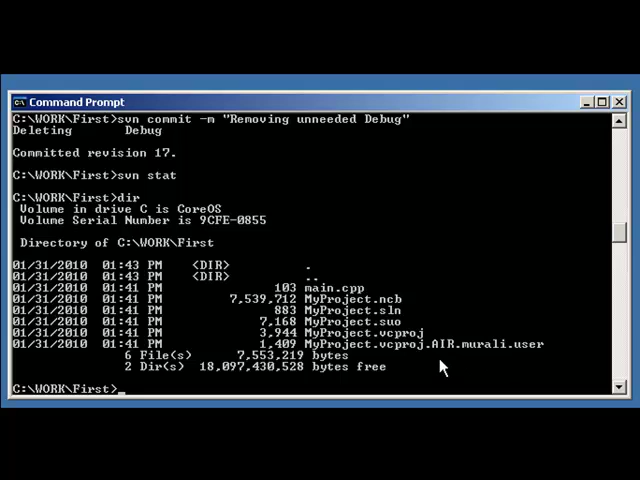 Command Prompt
C:\WORK\First>svn commit -m "Removing unneeded Debug"
Deleting       Debug
Committed revision 17.
C:\WORK\First>svn stat
C:\WORK\First>dir
Volume in drive C is CoreOS
Volume Serial Number is 9CFE-0855
Directory of C:\WORK\First
01/31/2010  01:43 PM    <DIR>          .
01/31/2010  01:43 PM    <DIR>          ..
01/31/2010  01:41 PM               103 main.cpp
01/31/2010  01:41 PM         7,539,712 MyProject.ncb
01/31/2010  01:41 PM               883 MyProject.sln
01/31/2010  01:41 PM             7,168 MyProject.suo
01/31/2010  01:41 PM             3,944 MyProject.vcproj
01/31/2010  01:41 PM             1,409 MyProject.vcproj.AIR.murali.user
6 File(s)      7,553,219 bytes
2 Dir(s)  18,097,430,528 bytes free
C:\WORK\First>_